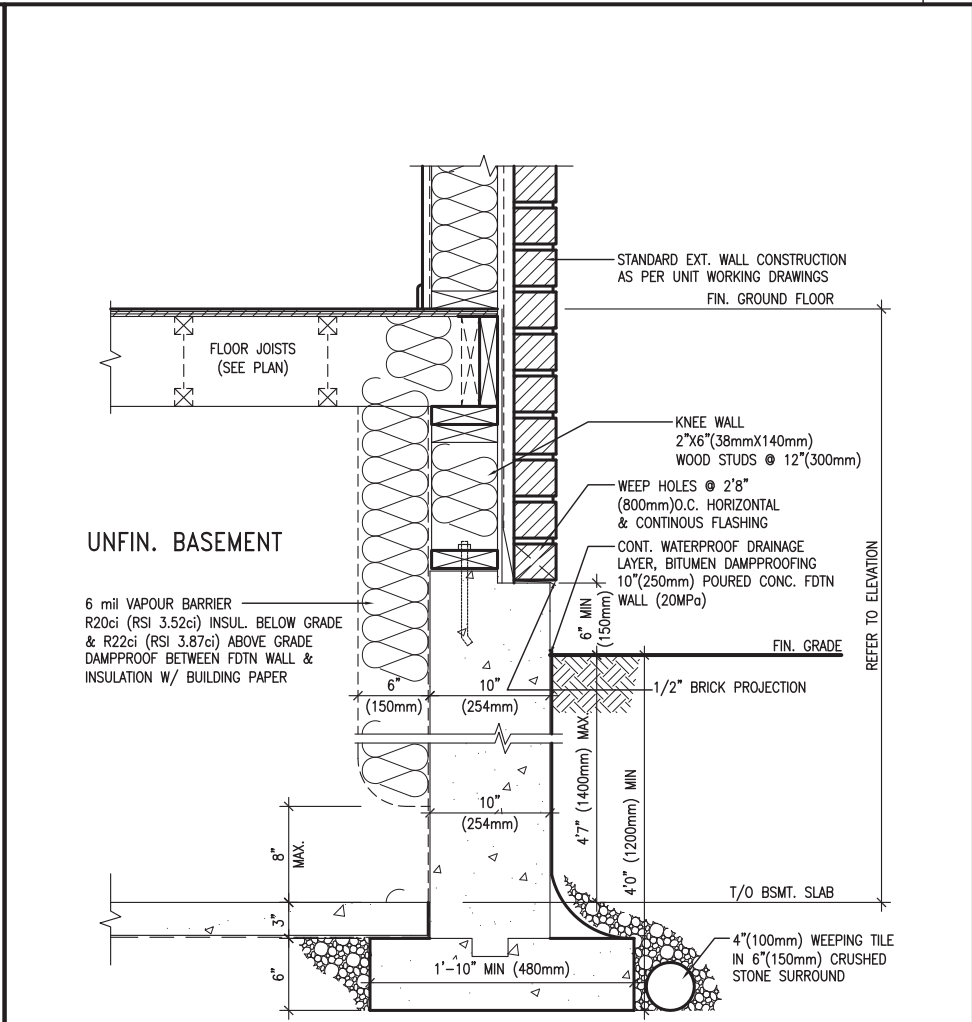 STANDARD EXT. WALL CONSTRUCTION
AS PER UNIT WORKING DRAWINGS
FIN. GROUND FLOOR
FLOOR JOISTS
(SEE PLAN)
KNEE WALL
2"X6"(38mmX140mm)
WOOD STUDS @ 12"(300mm)
WEEP HOLES @ 2'8"
(800mm)O.C. HORIZONTAL
& CONTINOUS FLASHING
UNFIN. BASEMENT
CONT. WATERPROOF DRAINAGE
LAYER, BITUMEN DAMPPROOFING
10"(250mm) POURED CONC. FDTN
WALL (20MPa)
6 mil VAPOUR BARRIER
R20ci (RSI 3.52ci) INSUL. BELOW GRADE
& R22ci (RSI 3.87ci) ABOVE GRADE
DAMPPROOF BETWEEN FDTN WALL &
INSULATION W/ BUILDING PAPER
6" MIN
(150mm)
REFER TO ELEVATION
FIN. GRADE
6"
(150mm)
10"
(254mm)
1/2" BRICK PROJECTION
10"
(254mm)
4'7" (1400mm) MAX.
4'0" (1200mm) MIN
8"
MAX.
T/O BSMT. SLAB
3"
6"
1'-10" MIN (480mm)
4"(100mm) WEEPING TILE
IN 6"(150mm) CRUSHED
STONE SURROUND